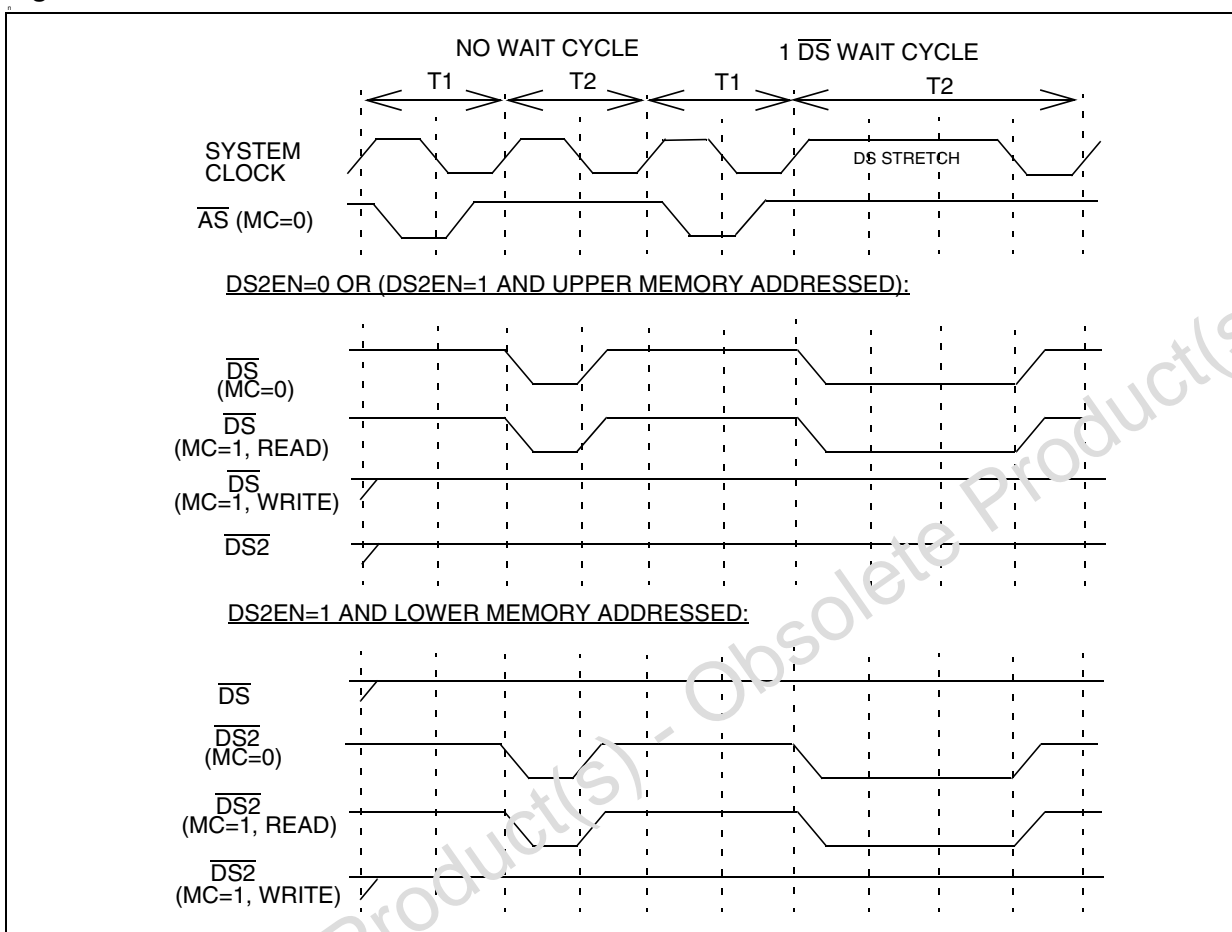 NO WAIT CYCLE
1 DS WAIT CYCLE
T1
T2
T1
T2
SYSTEM
CLOCK
DS STRETCH
AS (MC=0)
DS2EN=0 OR (DS2EN=1 AND UPPER MEMORY ADDRESSED):
DS
(MC=0)
DS
(MC=1, READ)
DS
(MC=1, WRITE)
DS2
DS2EN=1 AND LOWER MEMORY ADDRESSED:
DS
DS2
(MC=0)
DS2
(MC=1, READ)
DS2
(MC=1, WRITE)
Product(s) - Obsolete Product(s